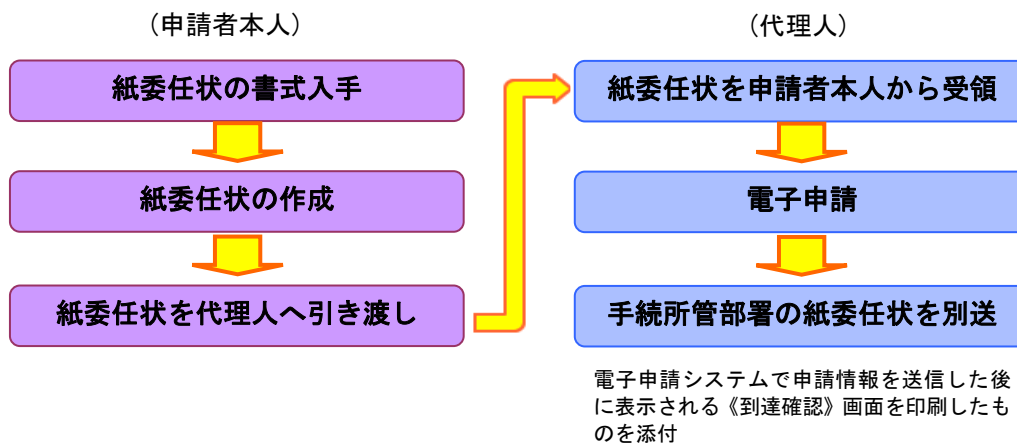 （申請者本人）
紙委任状の書式入手
紙委任状の作成
紙委任状を代理人へ引き渡し
（代理人）
紙委任状を申請者本人から受領
電子申請
手続所管部署の紙委任状を別送
電子申請システムで申請情報を送信した後
に表示される《到達確認》画面を印刷したも
のを添付